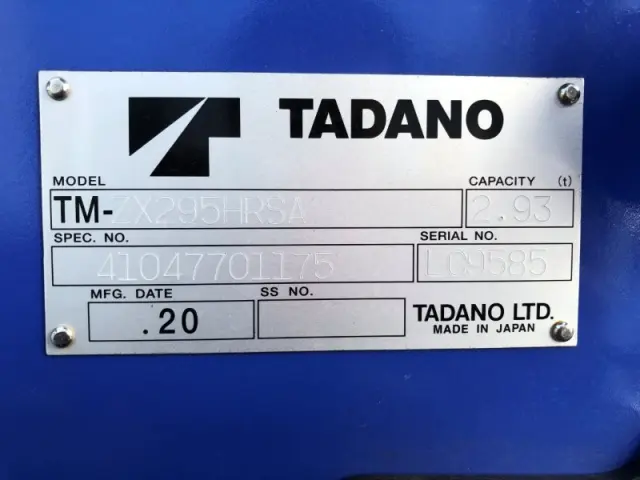 TADANO
MODEL CAPACITY (t)
TM-ZX295HRSA 2.93
SPEC. NO. SERIAL NO.
41047701175 LC9585
MFG. DATE SS NO.
.20 TADANO LTD.
MADE IN JAPAN